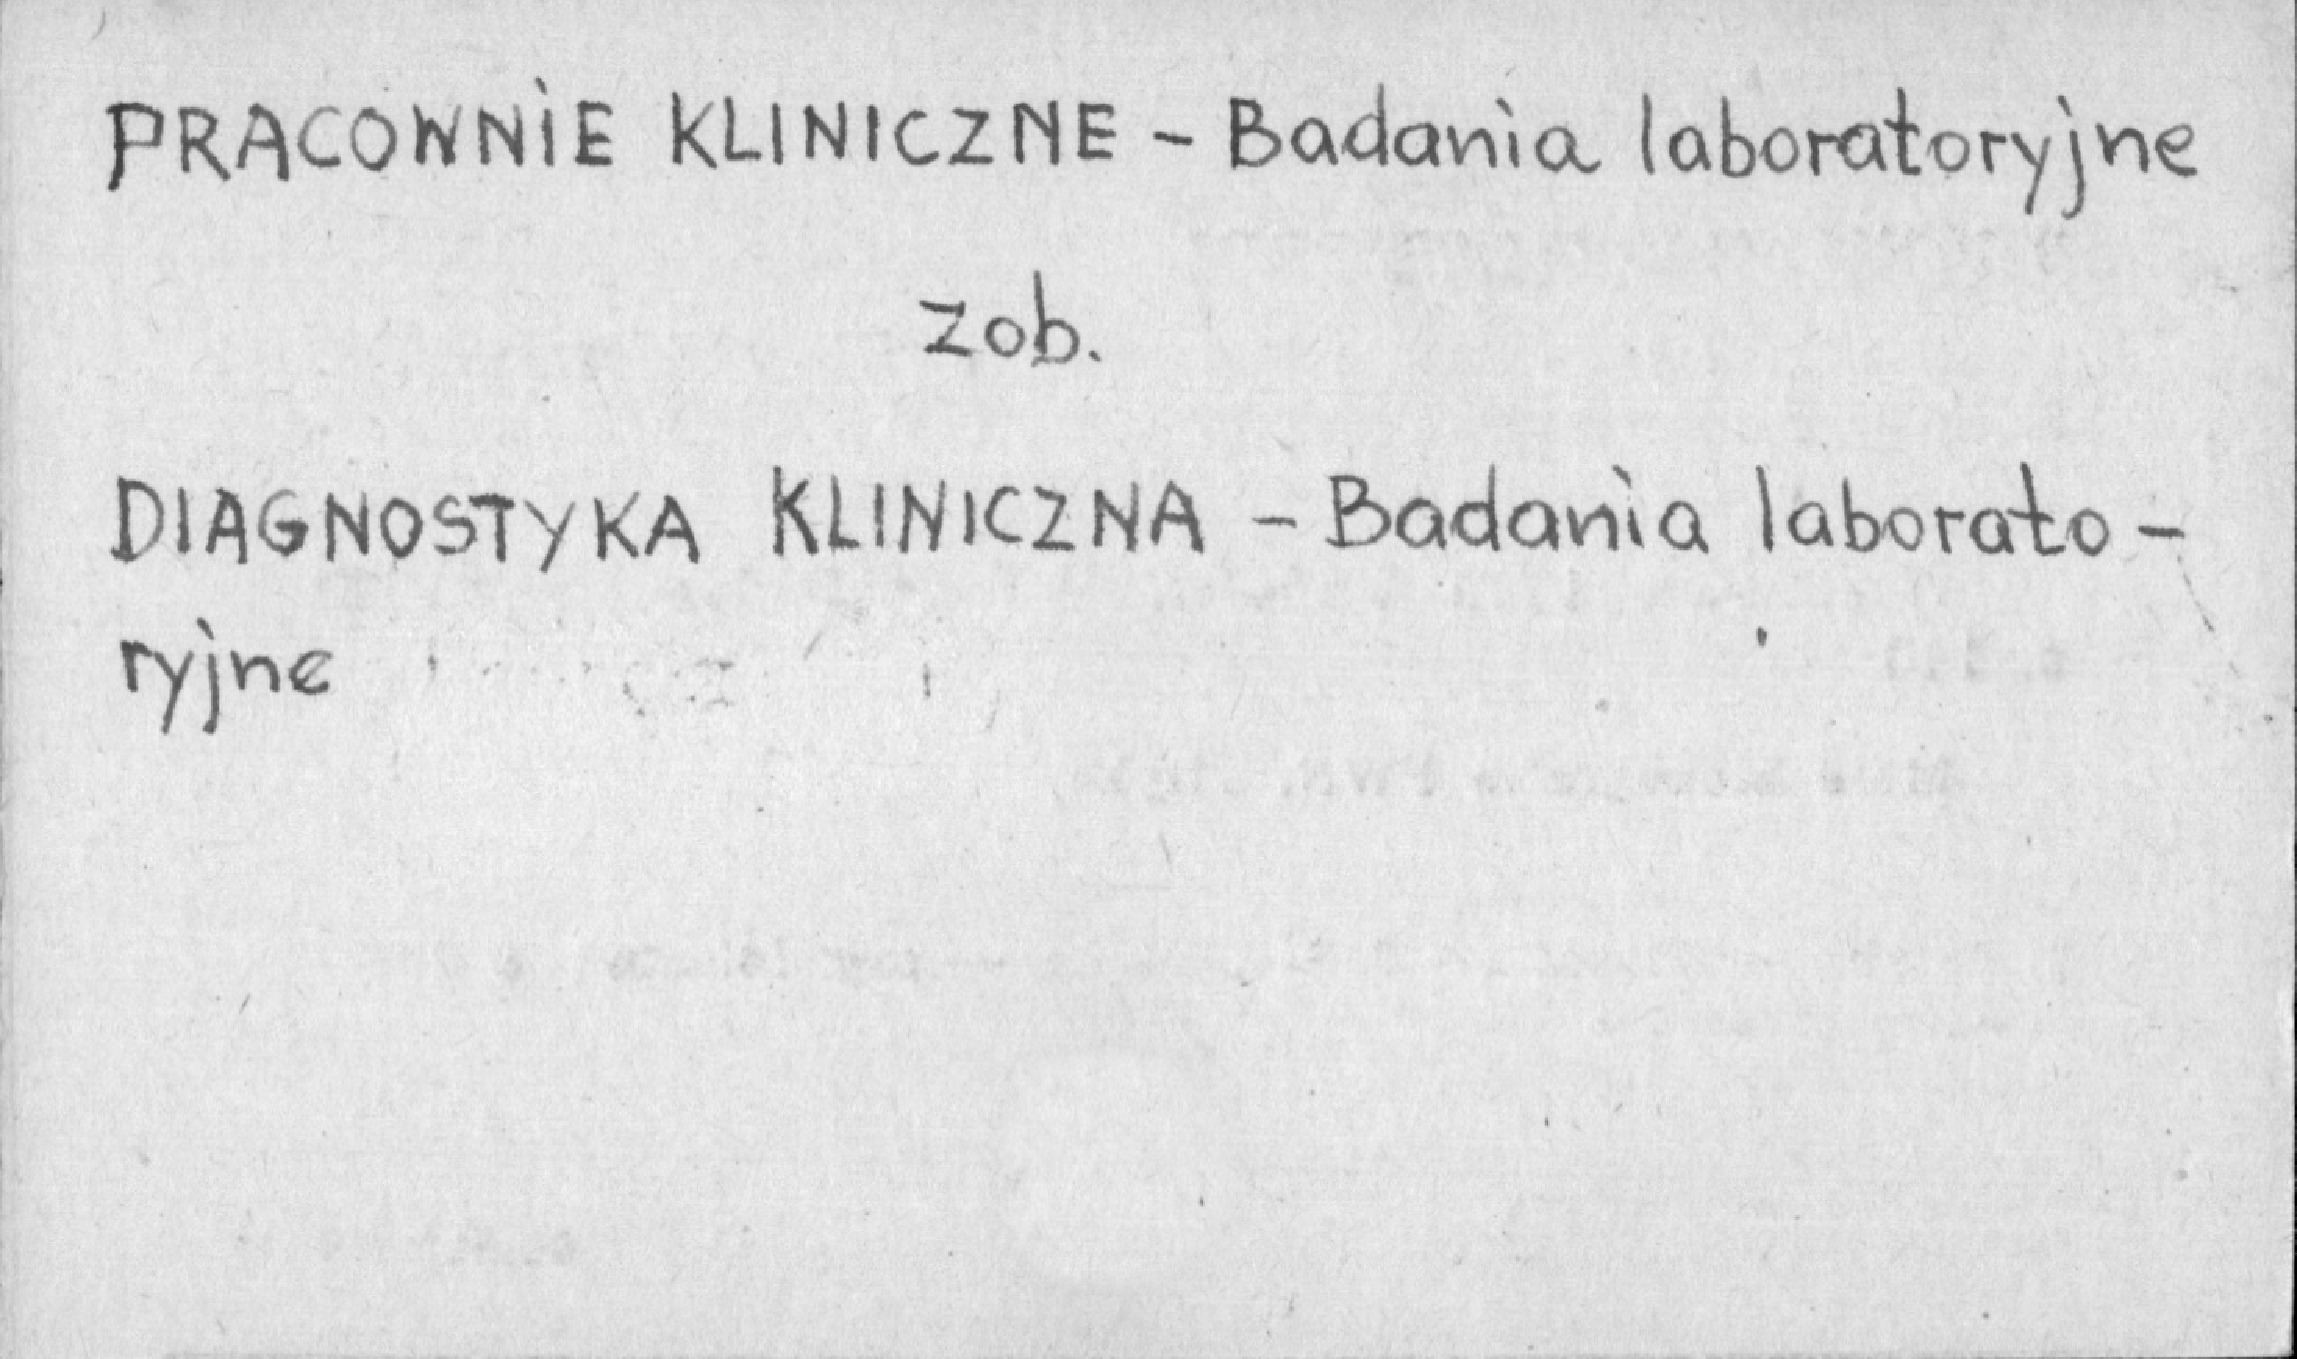 PRACOWNIE KLINICZNE - Badania laboratoryjne
zob.
DIAGNOSTYKA KLINICZNA - Badania laborato-
ryjne